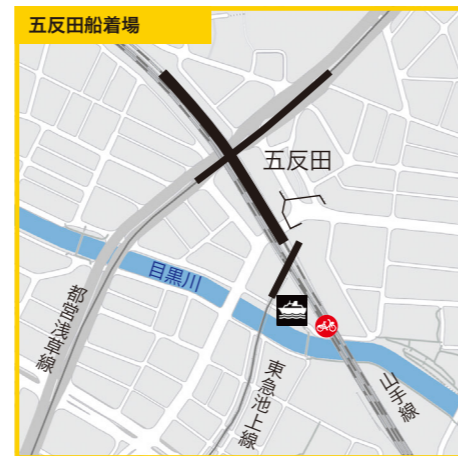 五反田船着場
五反田
目黒川
都営浅草線
東急池上線
山手線